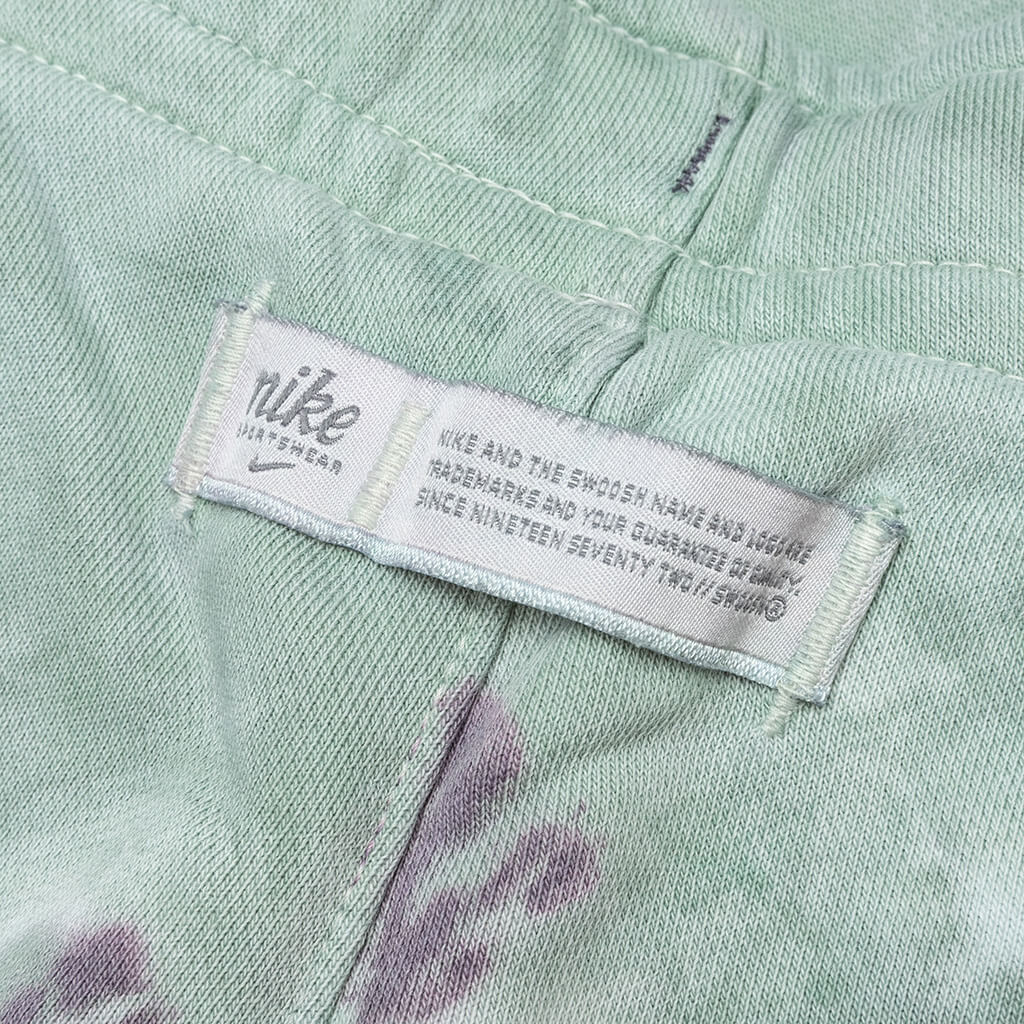 nike
SPORTSWEAR
NIKE AND THE SWOOSH NAME AND LOGO ARE
TRADEMARKS AND YOUR GUARANTEE OF QUALITY
SINCE NINETEEN SEVENTY TWO //